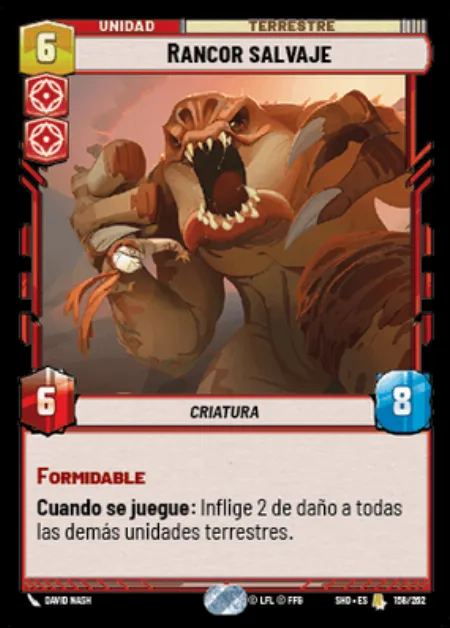 UNIDAD
TERRESTRE
6
RANCOR SALVAJE
6
CRIATURA
8
FORMIDABLE
Cuando se juegue: Inflige 2 de daño a todas
las demás unidades terrestres.
DAVID NASH
© LFL © FFG
SHD • ES
158/262